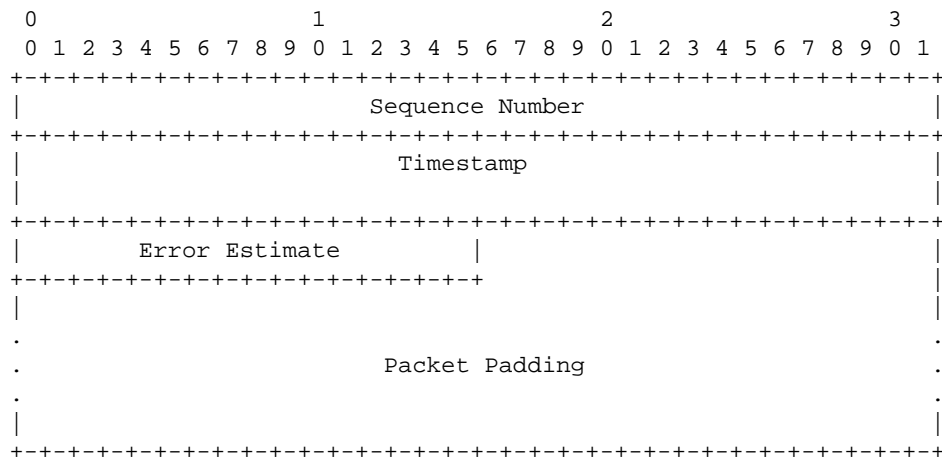 0                   1                   2                   3
 0 1 2 3 4 5 6 7 8 9 0 1 2 3 4 5 6 7 8 9 0 1 2 3 4 5 6 7 8 9 0 1
+-+-+-+-+-+-+-+-+-+-+-+-+-+-+-+-+-+-+-+-+-+-+-+-+-+-+-+-+-+-+-+-+
|                        Sequence Number                        |
+-+-+-+-+-+-+-+-+-+-+-+-+-+-+-+-+-+-+-+-+-+-+-+-+-+-+-+-+-+-+-+-+
|                          Timestamp                            |
|                                                               |
+-+-+-+-+-+-+-+-+-+-+-+-+-+-+-+-+-+-+-+-+-+-+-+-+-+-+-+-+-+-+-+-+
|        Error Estimate         |                               |
+-+-+-+-+-+-+-+-+-+-+-+-+-+-+-+-+                               |
|                                                               |
.                                                               .
.                         Packet Padding                        .
.                                                               .
|                                                               |
+-+-+-+-+-+-+-+-+-+-+-+-+-+-+-+-+-+-+-+-+-+-+-+-+-+-+-+-+-+-+-+-+